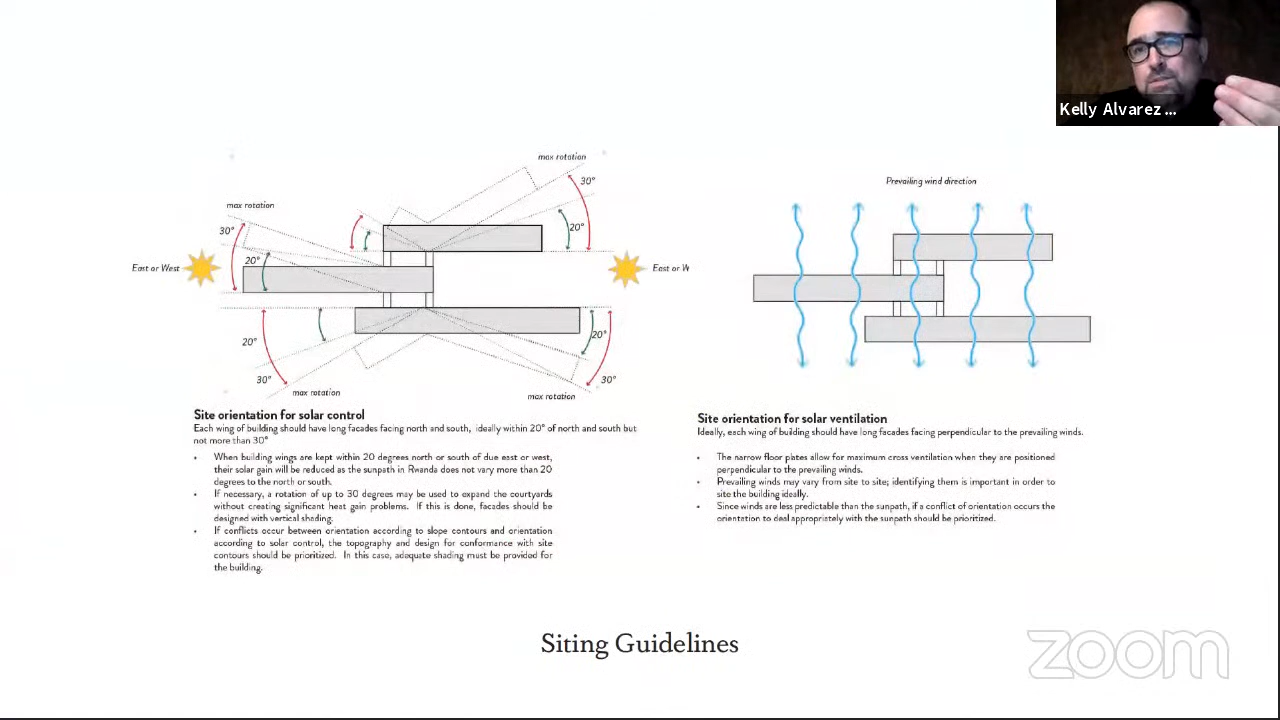 Kelly Alvarez ...
max rotation
30°
max rotation
20°
30°
20°
East or West
East or W
20°
20°
30°
30°
max rotation
max rotation
Site orientation for solar control
Each wing of building should have long facades facing north and south, ideally within 20° of north and south but
not more than 30°
• When building wings are kept within 20 degrees north or south of due east or west,
their solar gain will be reduced as the sunpath in Rwanda does not vary more than 20
degrees to the north or south.
• If necessary, a rotation of up to 30 degrees may be used to expand the courtyards
without creating significant heat gain problems. If this is done, facades should be
designed with vertical shading.
• If conflicts occur between orientation according to slope contours and orientation
according to solar control, the topography and design for conformance with site
contours should be prioritized. In this case, adequate shading must be provided for
the building.
Prevailing wind direction
Site orientation for solar ventilation
Ideally, each wing of building should have long facades facing perpendicular to the prevailing winds.
• The narrow floor plates allow for maximum cross ventilation when they are positioned
perpendicular to the prevailing winds.
• Prevailing winds may vary from site to site; identifying them is important in order to
site the building ideally.
• Since winds are less predictable than the sunpath, if a conflict of orientation occurs the
orientation to deal appropriately with the sunpath should be prioritized.
Siting Guidelines
zoom